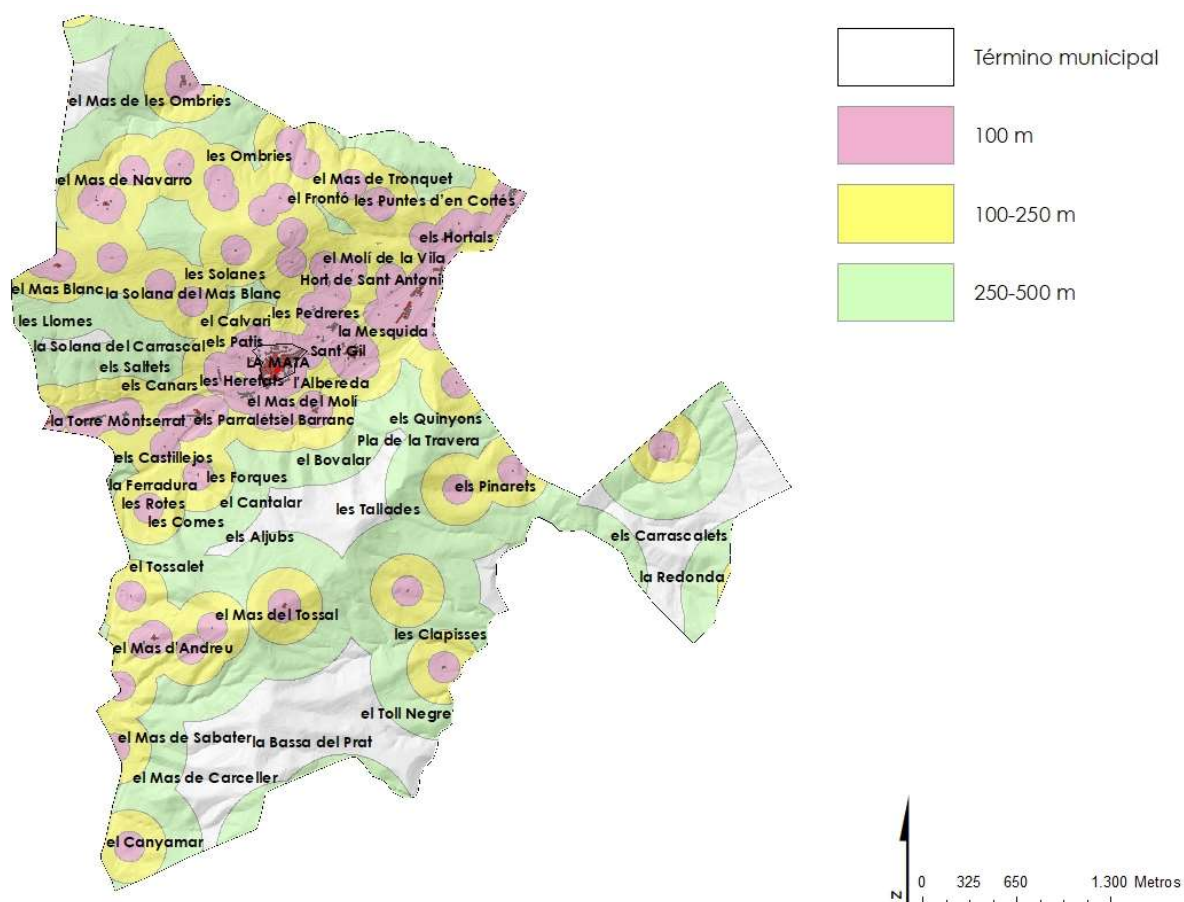 Término municipal
100 m
100-250 m
250-500 m
el Mas de les Ombries
les Ombries
el Mas de Navarro
el Mas de Tronquet
el Frontó les Puntes d'en Cortés
els Hortals
el Molí de la Vila
les Solanes
Hort de Sant Antoni
el Mas Blanc
la Solana del Mas Blanc
les Llomes
el Calvari
les Pedreres
la Mesquida
la Solana del Carrascal
els Patis
Sant Gil
LA MATA
els Saltets
els Canars
les Heretats
l'Albereda
el Mas del Molí
la Torre Montserrat
els Parralets
el Barranc
els Quinyons
Pla de la Travera
els Castillejos
el Bovalar
les Forques
la Ferradura
els Pinarets
les Rotes
el Cantalar
les Tallades
les Comes
els Aljubs
els Carrascalets
el Tossalet
la Redonda
el Mas del Tossal
les Clapisses
el Mas d'Andreu
el Toll Negre
el Mas de Sabater
la Bassa del Prat
el Mas de Carceller
el Canyamar
N
0 325 650 1.300 Metros